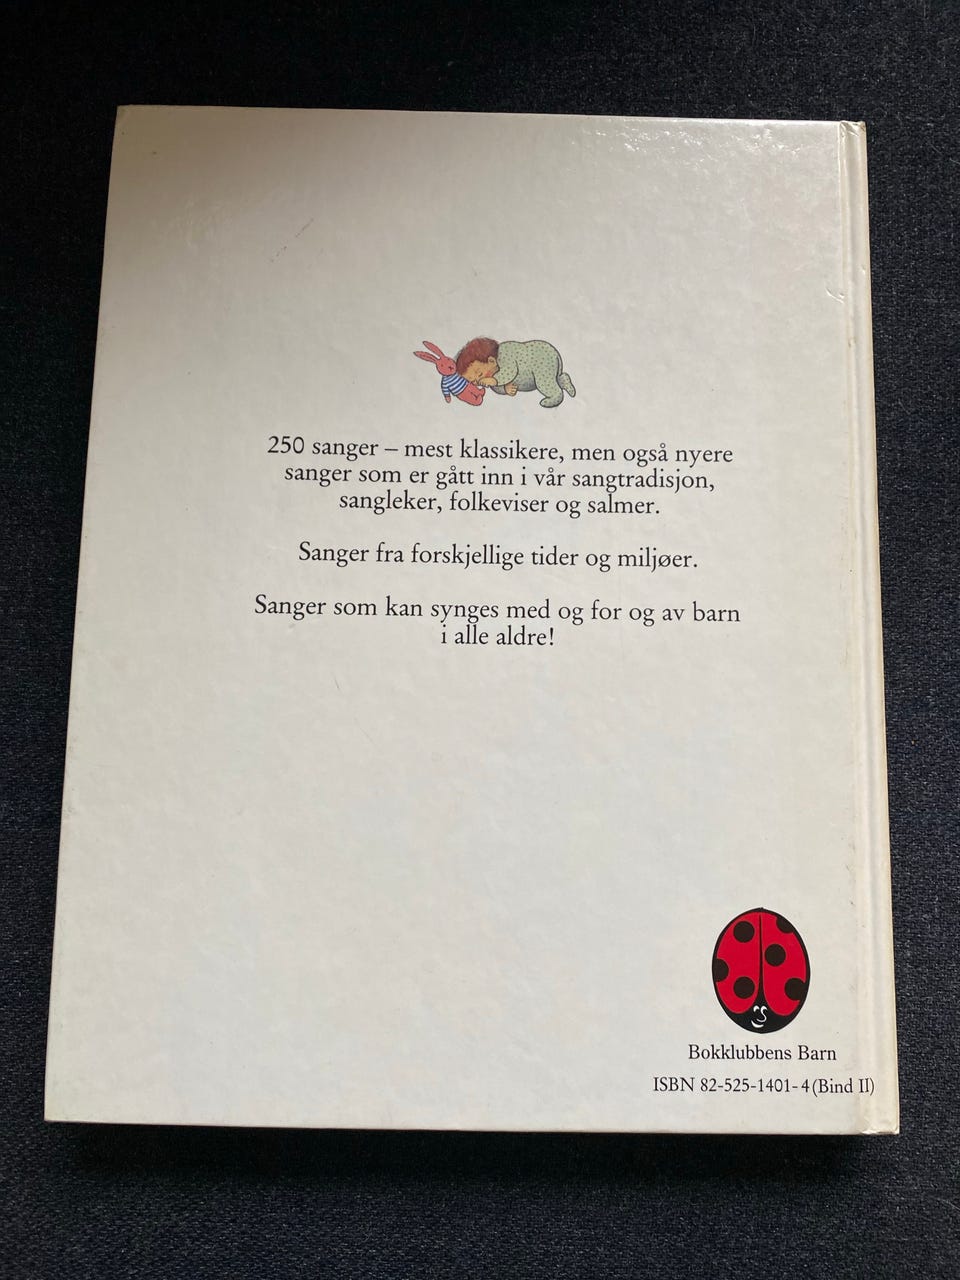 250 sanger – mest klassikere, men også nyere
sanger som er gått inn i vår sangtradisjon,
sangleker, folkeviser og salmer.
Sanger fra forskjellige tider og miljøer.
Sanger som kan synges med og for og av barn
i alle aldre!
Bokklubbens Barn
ISBN 82-525-1401-4 (Bind II)